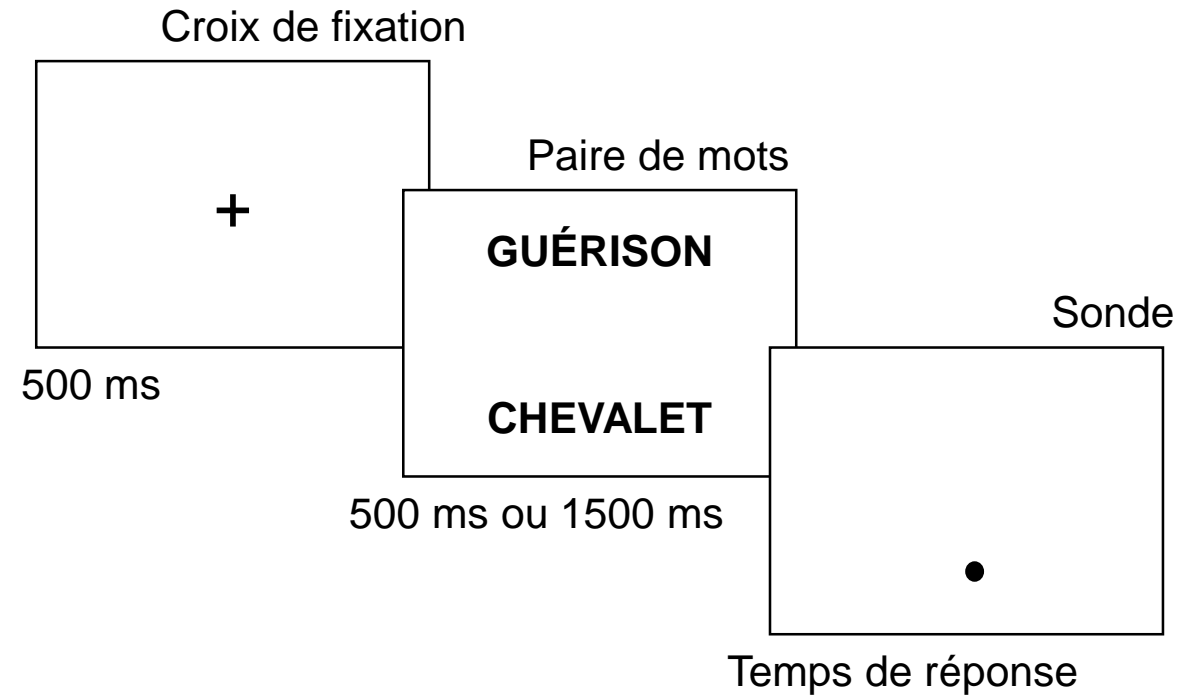 Croix de fixation
+
500 ms
Paire de mots
GUÉRISON
CHEVALET
500 ms ou 1500 ms
Sonde
Temps de réponse